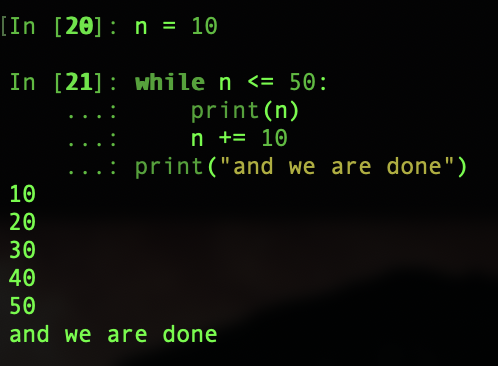 [In [20]: n = 10
In [21]: while n <= 50:
...: print(n)
...: n += 10
...: print("and we are done")
10
20
30
40
50
and we are done